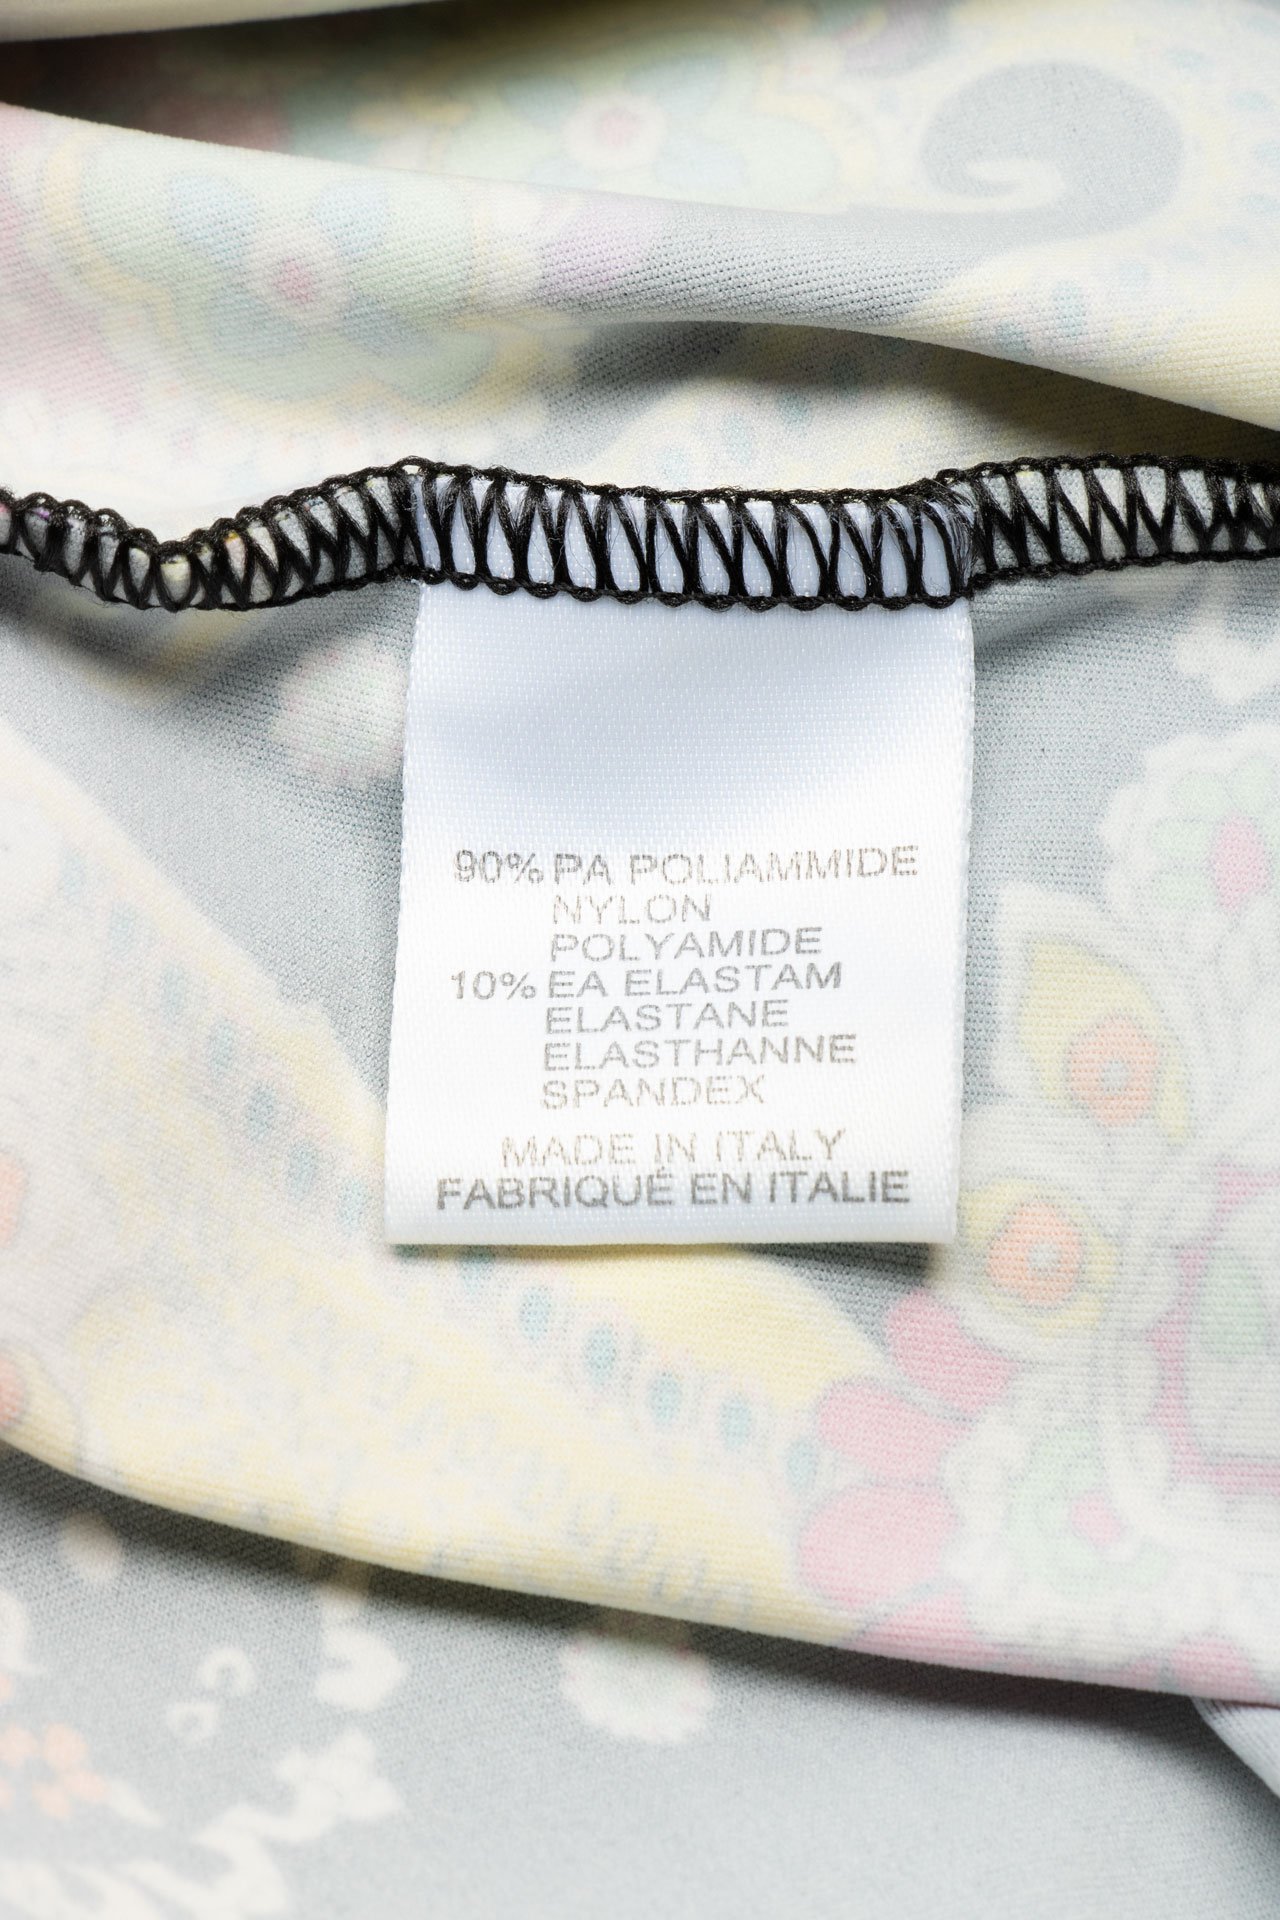 90% PA POLIAMMIDE
NYLON
POLYAMIDE
10% EA ELASTAM
ELASTANE
ELASTHANNE
SPANDEX
MADE IN ITALY
FABRIQUÉ EN ITALIE